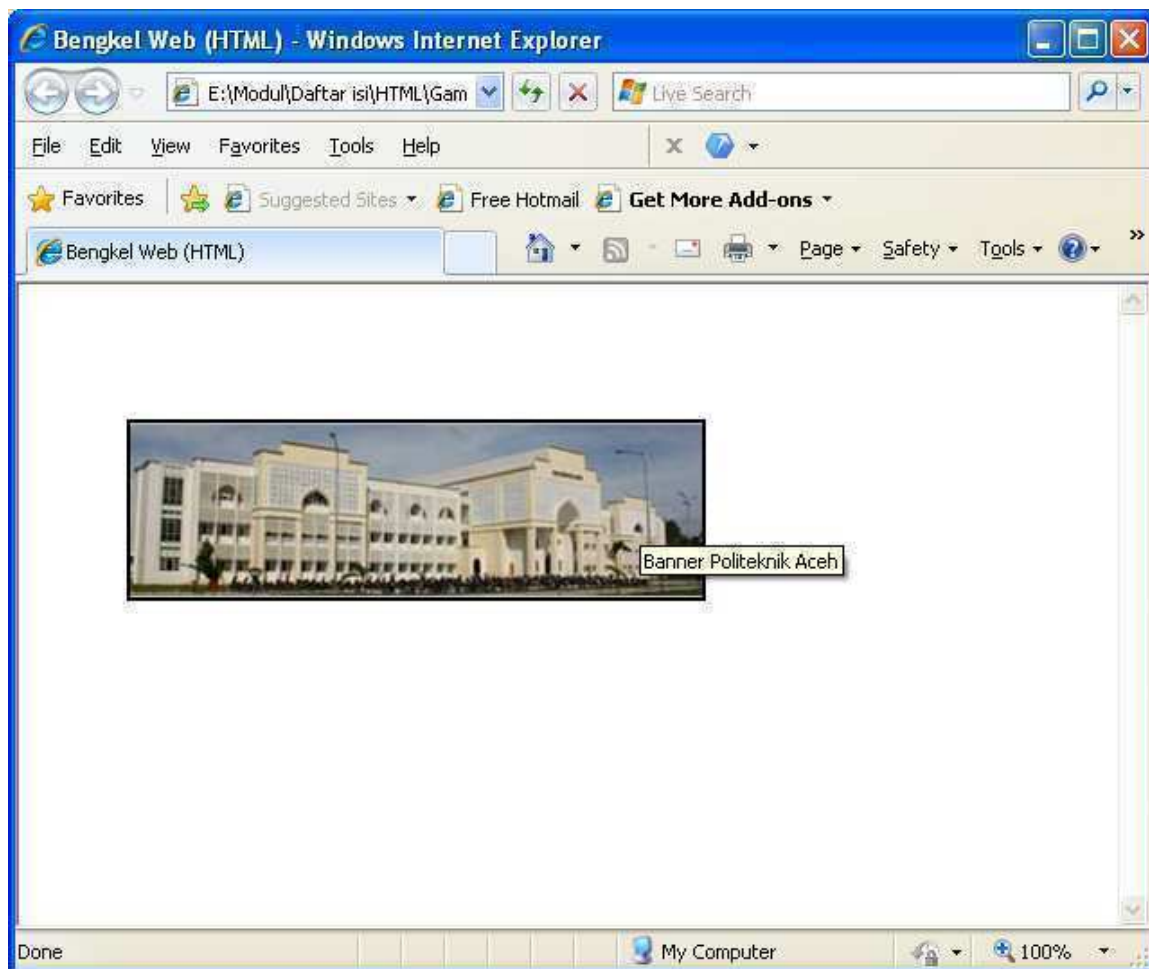 Bengkel Web (HTML) - Windows Internet Explorer
E:\Modul\Daftar isi\HTML\Gam
Live Search
File Edit View Favorites Tools Help
Favorites Suggested Sites Free Hotmail Get More Add-ons
Bengkel Web (HTML) Page Safety Tools »
Banner Politeknik Aceh
Done My Computer 100%